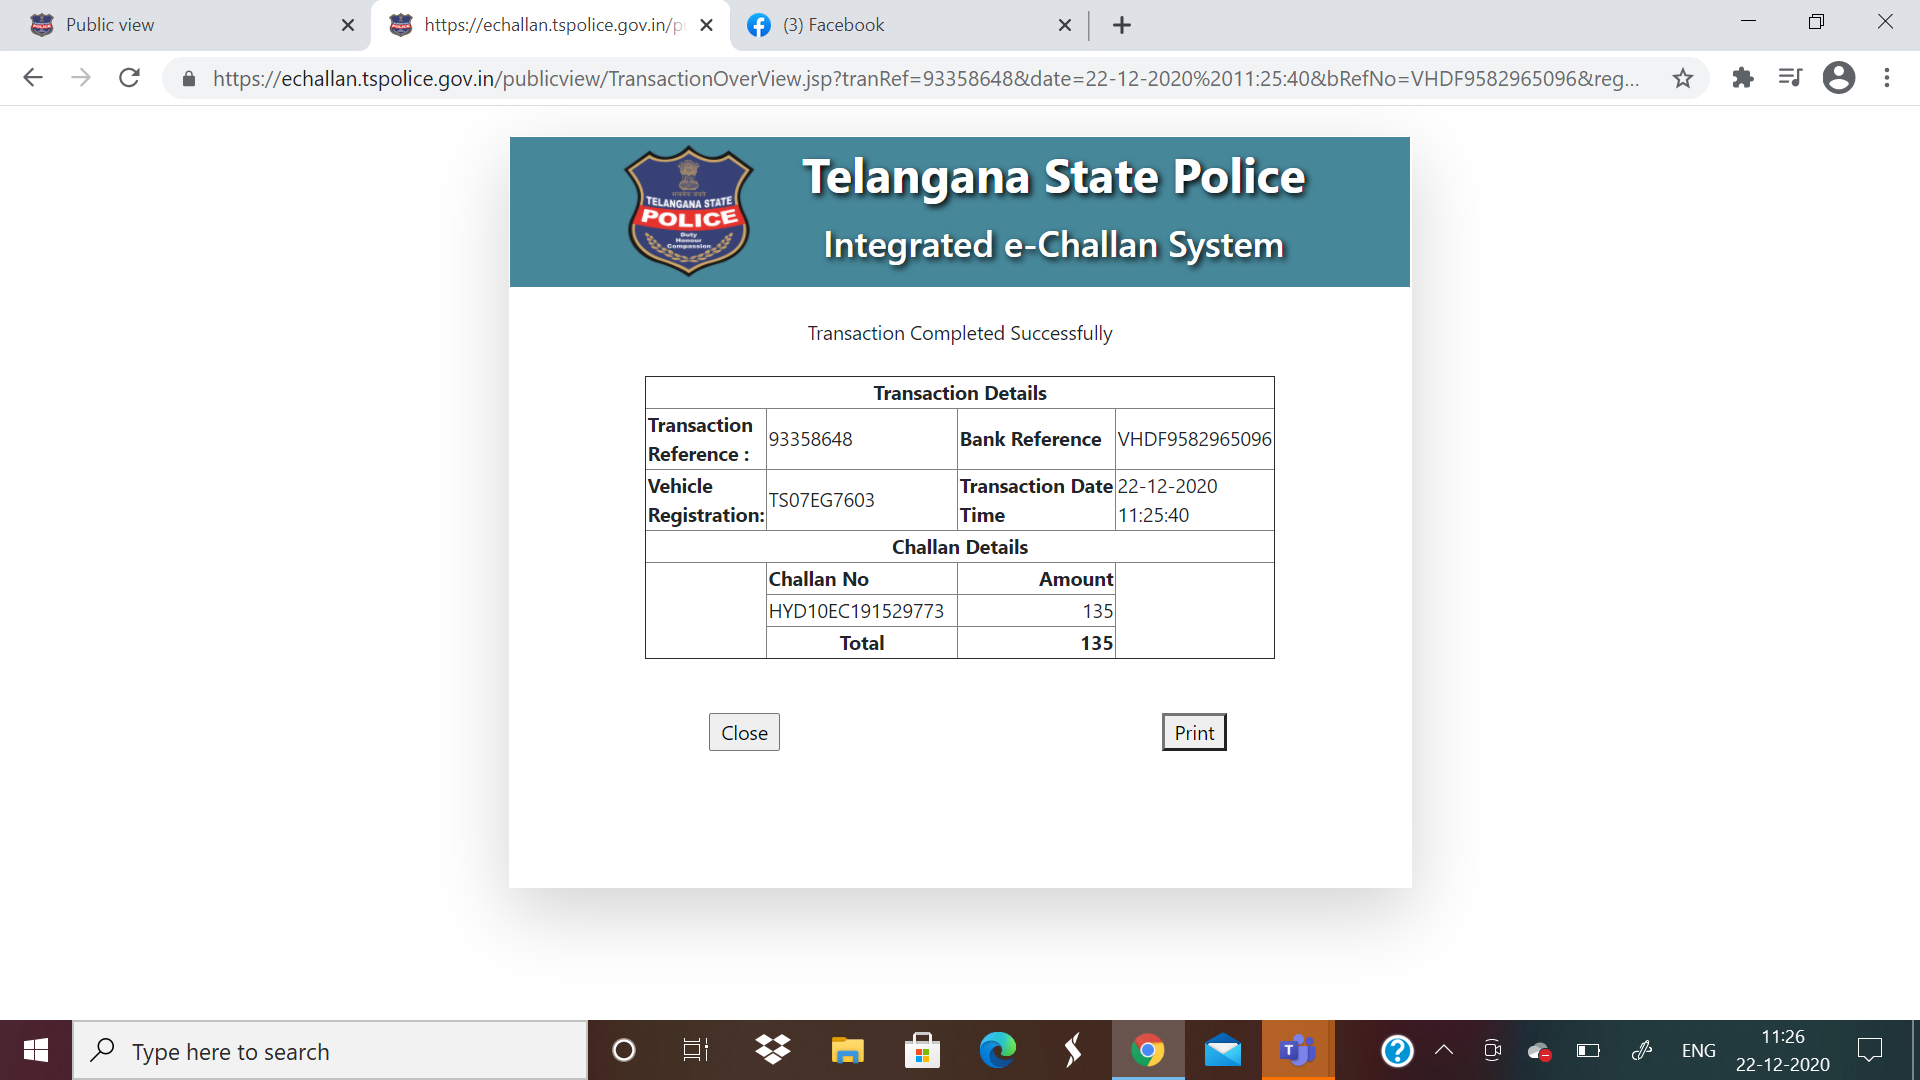 Public view
https://echallan.tspolice.gov.in/p
(3) Facebook
https://echallan.tspolice.gov.in/publicview/TransactionOverView.jsp?tranRef=93358648&date=22-12-2020%2011:25:40&bRefNo=VHDF9582965096&reg...
TELANGANA STATE
POLICE
Duty
Honour
Compassion
Telangana State Police
Integrated e-Challan System
Transaction Completed Successfully
Transaction Details
Transaction Reference : 93358648 Bank Reference VHDF9582965096
Vehicle Registration: TS07EG7603 Transaction Date Time 22-12-2020 11:25:40
Challan Details
Challan No Amount
HYD10EC191529773 135
Total 135
Close Print
Type here to search
ENG
11:26
22-12-2020